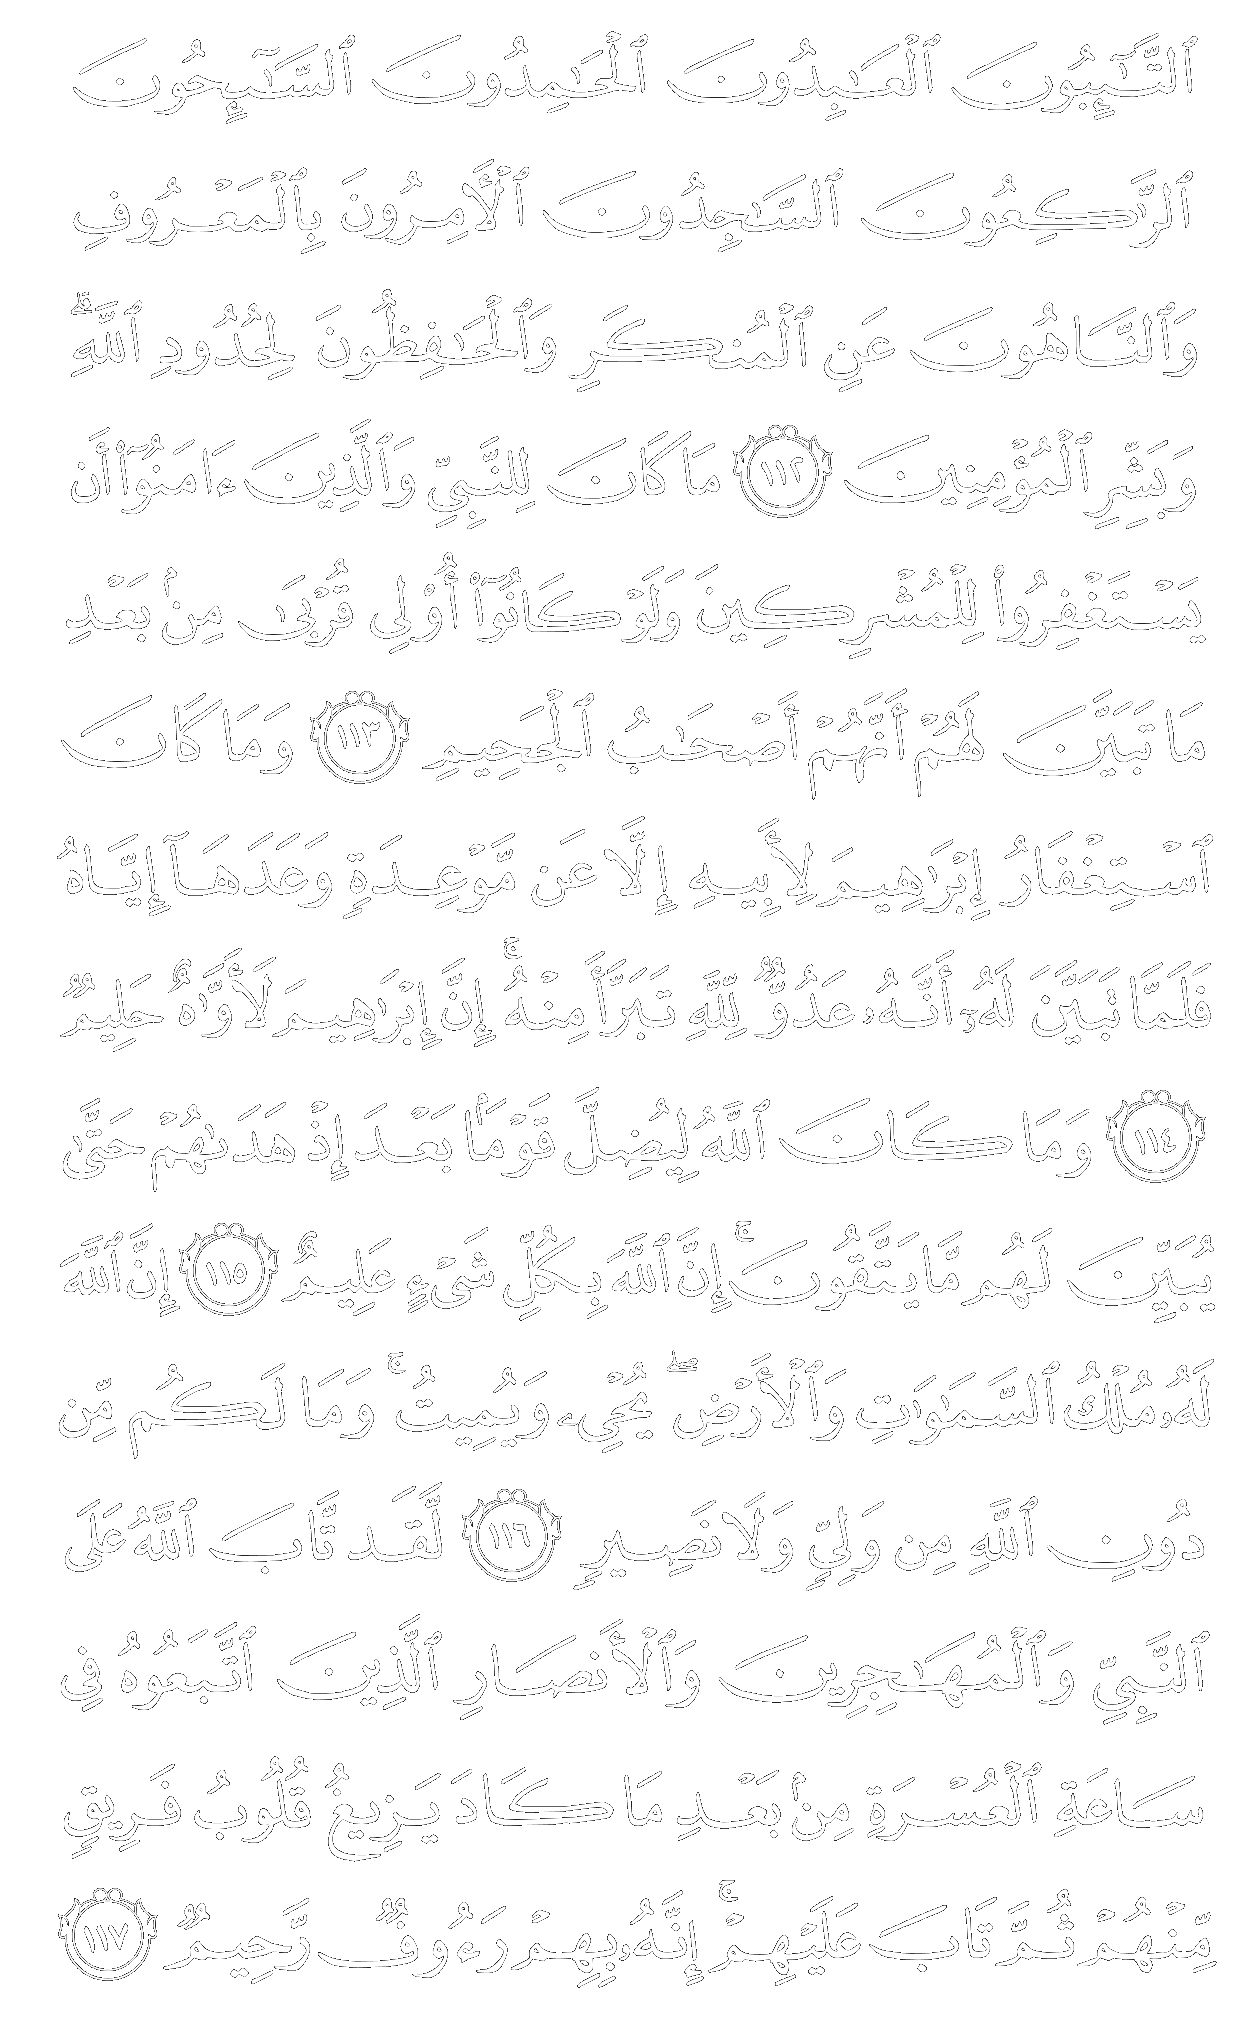 ٱلتَّـٰٓئِبُونَ ٱلْعَـٰبِدُونَ ٱلْحَـٰمِدُونَ ٱلسَّـٰٓئِحُونَ
ٱلرَّٰكِعُونَ ٱلسَّـٰجِدُونَ ٱلْـَٔامِرُونَ بِٱلْمَعْرُوفِ
وَٱلنَّاهُونَ عَنِ ٱلْمُنكَرِ وَٱلْحَـٰفِظُونَ لِحُدُودِ ٱللَّهِ ۗ
وَبَشِّرِ ٱلْمُؤْمِنِينَ ١١٢ مَا كَانَ لِلنَّبِىِّ وَٱلَّذِينَ ءَامَنُوٓا۟ أَن
يَسْتَغْفِرُوا۟ لِلْمُشْرِكِينَ وَلَوْ كَانُوٓا۟ أُو۟لِى قُرْبَىٰ مِنۢ بَعْدِ
مَا تَبَيَّنَ لَهُمْ أَنَّهُمْ أَصْحَـٰبُ ٱلْجَحِيمِ ١١٣ وَمَا كَانَ
ٱسْتِغْفَارُ إِبْرَٰهِيمَ لِأَبِيهِ إِلَّا عَن مَّوْعِدَةٍ وَعَدَهَآ إِيَّاهُ
فَلَمَّا تَبَيَّنَ لَهُۥٓ أَنَّهُۥ عَدُوٌّ لِّلَّهِ تَبَرَّأَ مِنْهُ ۚ إِنَّ إِبْرَٰهِيمَ لَأَوَّٰهٌ حَلِيمٌ
١١٤ وَمَا كَانَ ٱللَّهُ لِيُضِلَّ قَوْمًۢا بَعْدَ إِذْ هَدَىٰهُمْ حَتَّىٰ
يُبَيِّنَ لَهُم مَّا يَتَّقُونَ ۚ إِنَّ ٱللَّهَ بِكُلِّ شَىْءٍ عَلِيمٌ ١١٥ إِنَّ ٱللَّهَ
لَهُۥ مُلْكُ ٱلسَّمَـٰوَٰتِ وَٱلْأَرْضِ ۖ يُحْىِۦ وَيُمِيتُ ۚ وَمَا لَكُم مِّن
دُونِ ٱللَّهِ مِن وَلِىٍّ وَلَا نَصِيرٍ ١١٦ لَّقَد تَّابَ ٱللَّهُ عَلَى
ٱلنَّبِىِّ وَٱلْمُهَـٰجِرِينَ وَٱلْأَنصَارِ ٱلَّذِينَ ٱتَّبَعُوهُ فِى
سَاعَةِ ٱلْعُسْرَةِ مِنۢ بَعْدِ مَا كَادَ يَزِيغُ قُلُوبُ فَرِيقٍ
مِّنْهُمْ ثُمَّ تَابَ عَلَيْهِمْ ۚ إِنَّهُۥ بِهِمْ رَءُوفٌ رَّحِيمٌ ١١٧